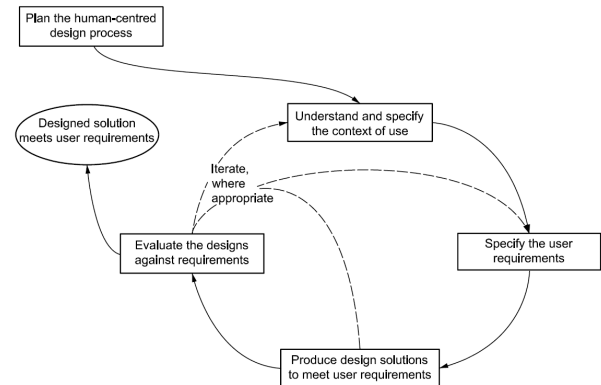 Plan the human-centred
design process
Designed solution
meets user requirements
Understand and specify
the context of use
Iterate,
where
appropriate
Evaluate the designs
against requirements
Specify the user
requirements
Produce design solutions
to meet user requirements